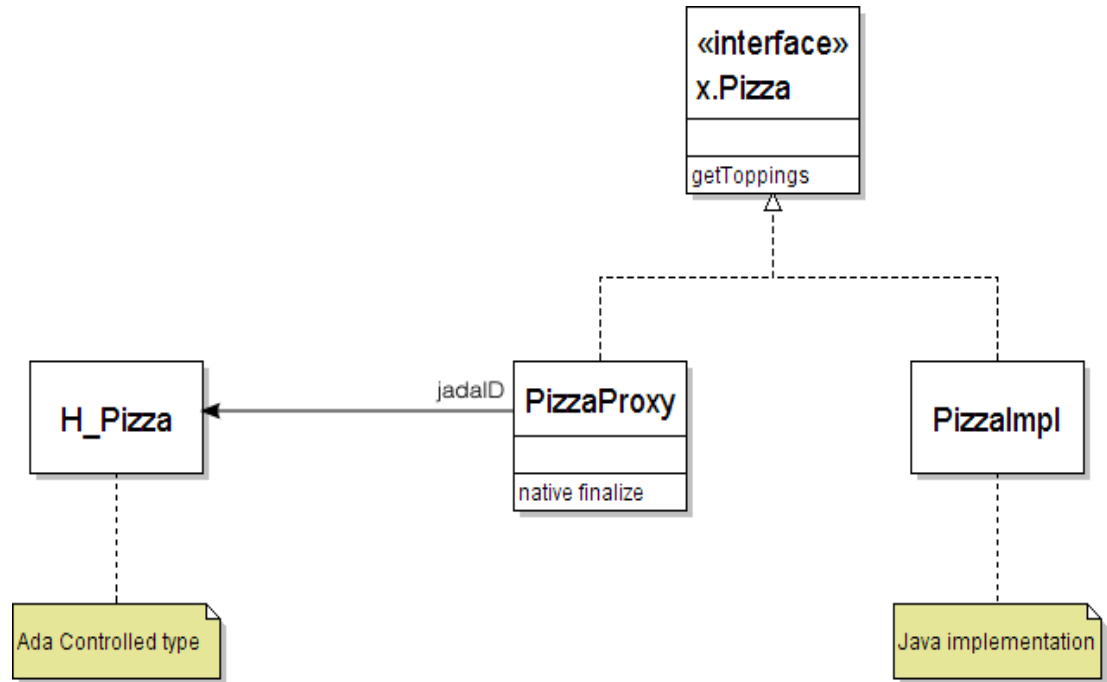 «interface»
x.Pizza
getToppings
jadaID
H_Pizza
PizzaProxy
PizzaImpl
native finalize
Ada Controlled type
Java implementation